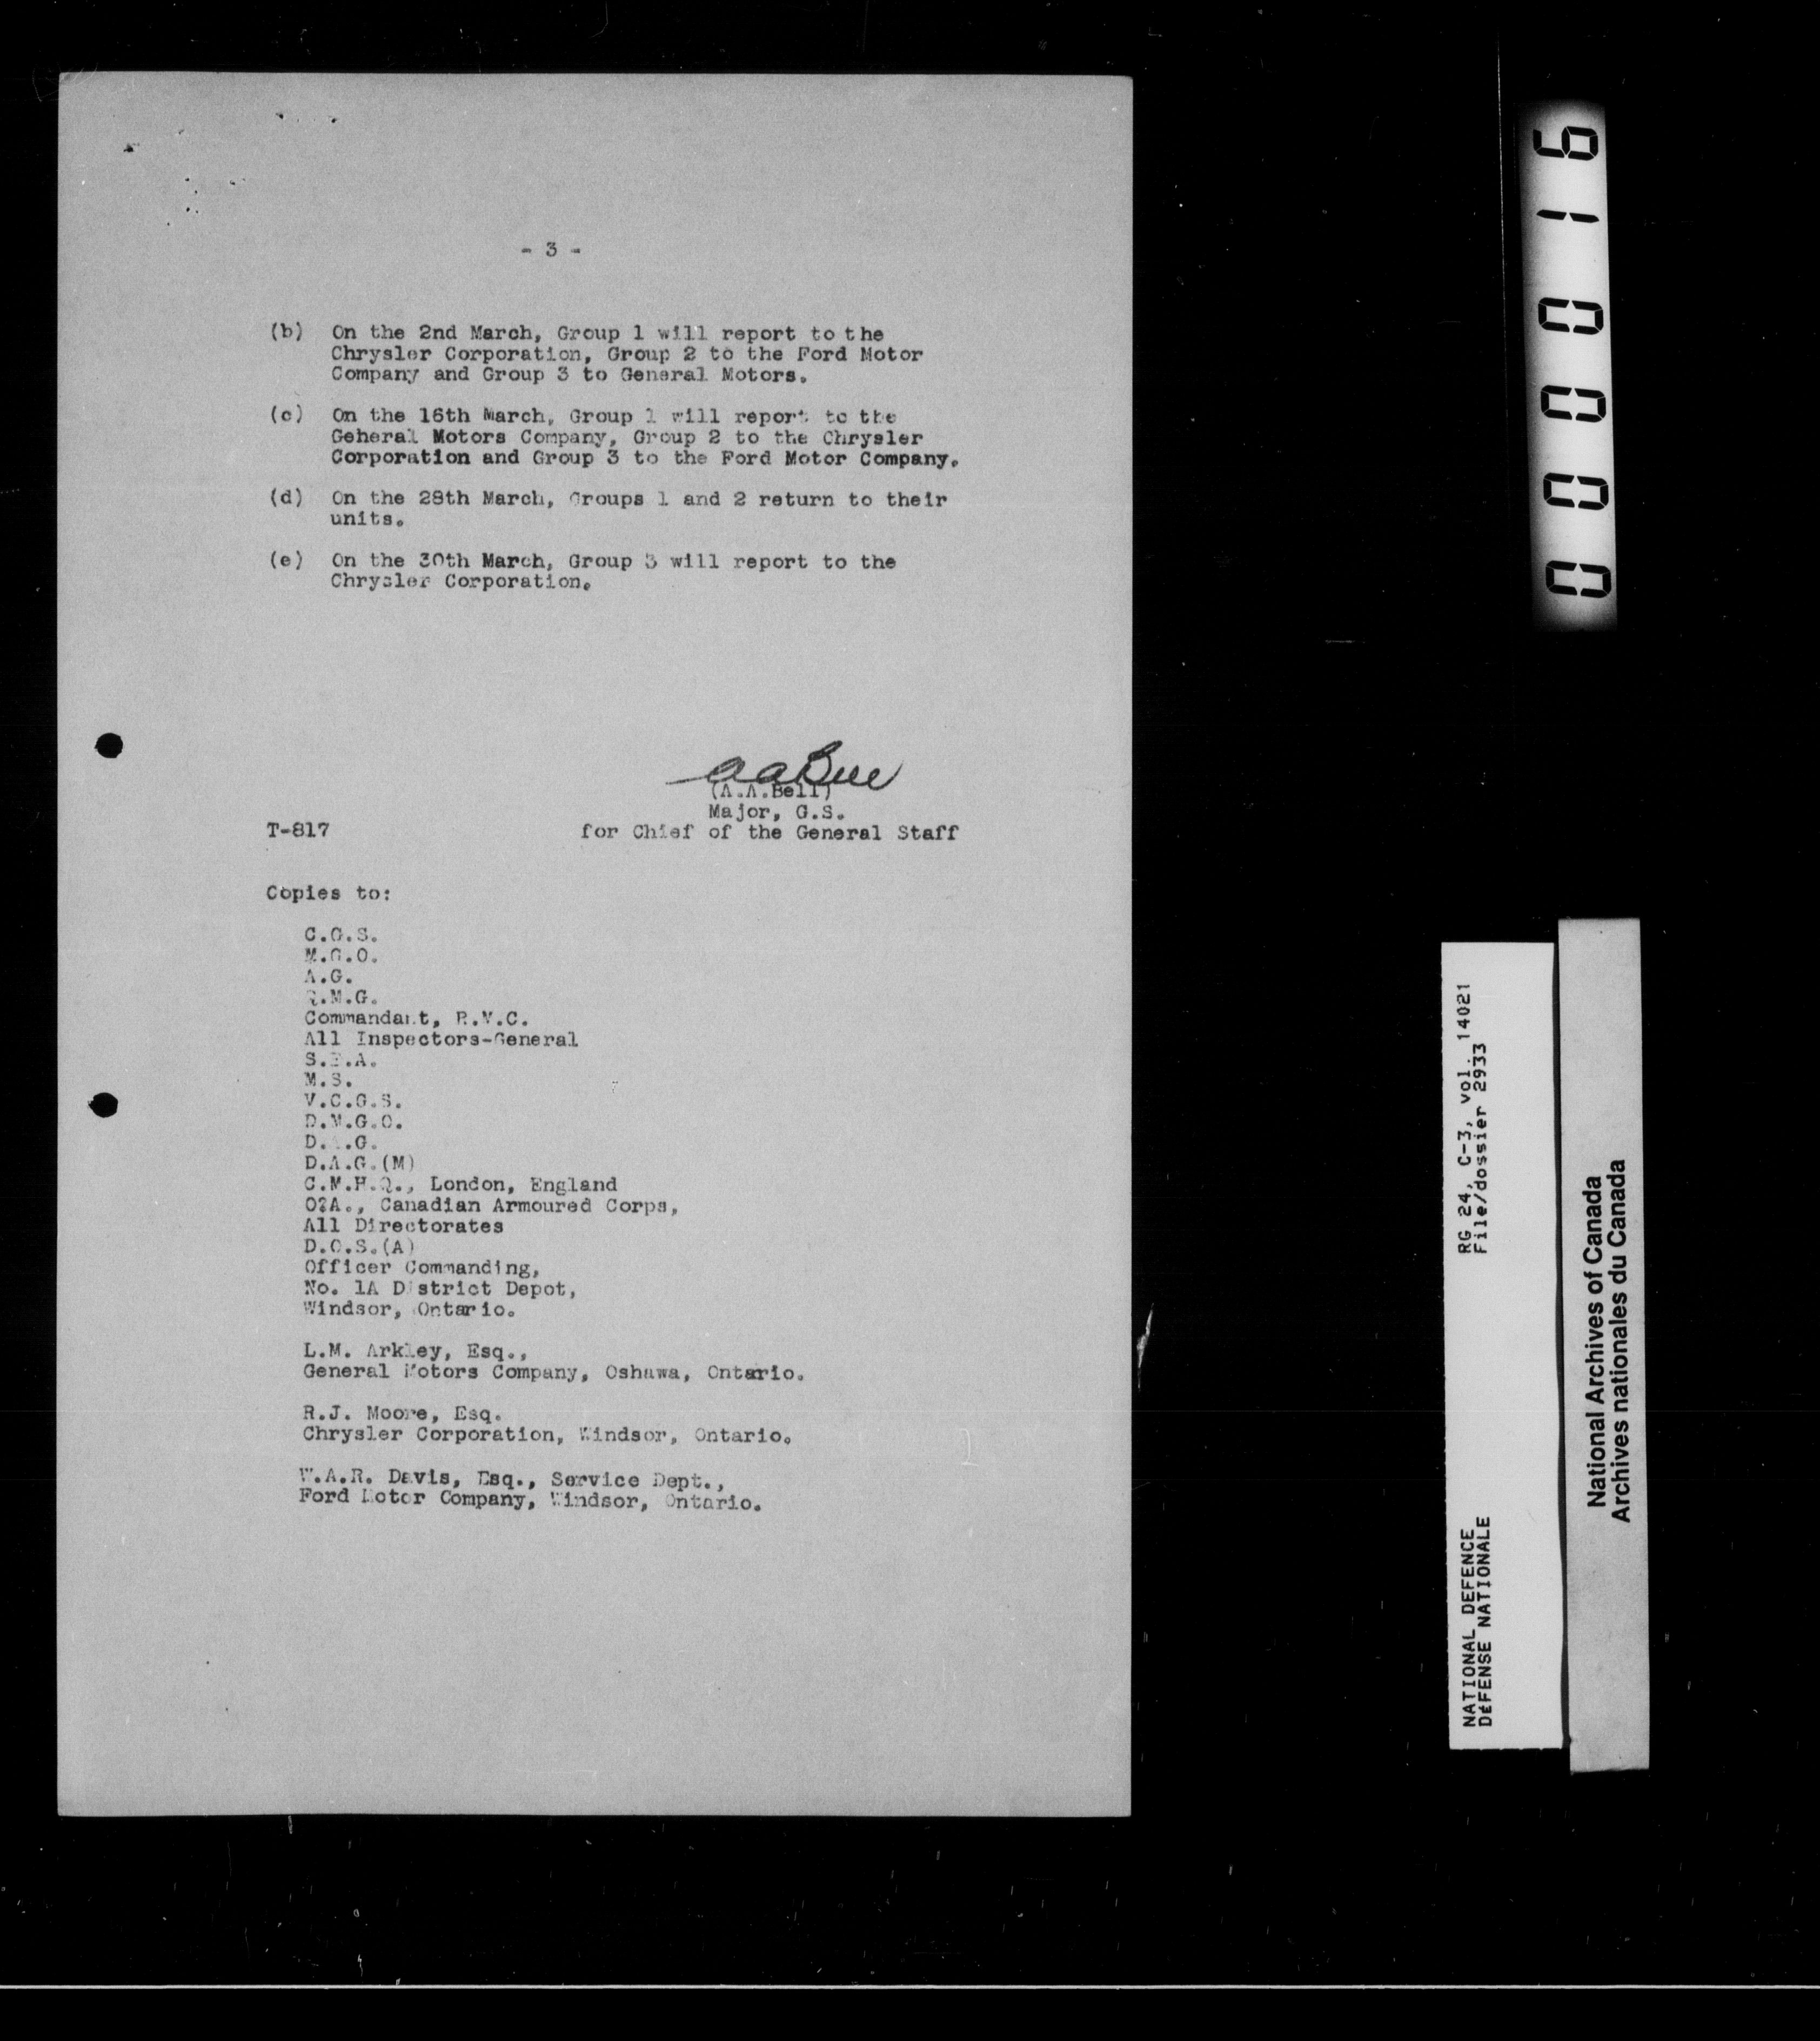 - 3 -
(b) On the 2nd March, Group 1 will report to the
Chrysler Corporation, Group 2 to the Ford Motor
Company and Group 3 to General Motors.
(c) On the 16th March, Group 1 will report to the
Geheral Motors Company, Group 2 to the Chrysler
Corporation and Group 3 to the Ford Motor Company.
(d) On the 28th March, Groups 1 and 2 return to their
units.
(e) On the 30th March, Group 3 will report to the
Chrysler Corporation.
AABell
(A.A.Bell)
Major, G.S.
T-817 for Chief of the General Staff
Copies to:
C.G.S.
M.G.O.
A.G.
Q.M.G.
Commandant, R.M.C.
All Inspectors-General
M.S.
V.C.G.S.
D.M.G.O.
D.A.G.
D.A.G.(M)
C.M.H.Q., London, England
O?A., Canadian Armoured Corps,
All Directorates
D.O.S.(A)
Officer Commanding,
No. 1A District Depot,
Windsor, Ontario.
L.M. Arkley, Esq.,
General Motors Company, Oshawa, Ontario.
R.J. Moore, Esq.
Chrysler Corporation, Windsor, Ontario.
W.A.R. Davis, Esq., Service Dept.,
Ford Motor Company, Windsor, Ontario.
000016
RG 24, C-3, vol. 14021
File/dossier 2933
NATIONAL DEFENCE
DÉFENSE NATIONALE
National Archives of Canada
Archives nationales du Canada